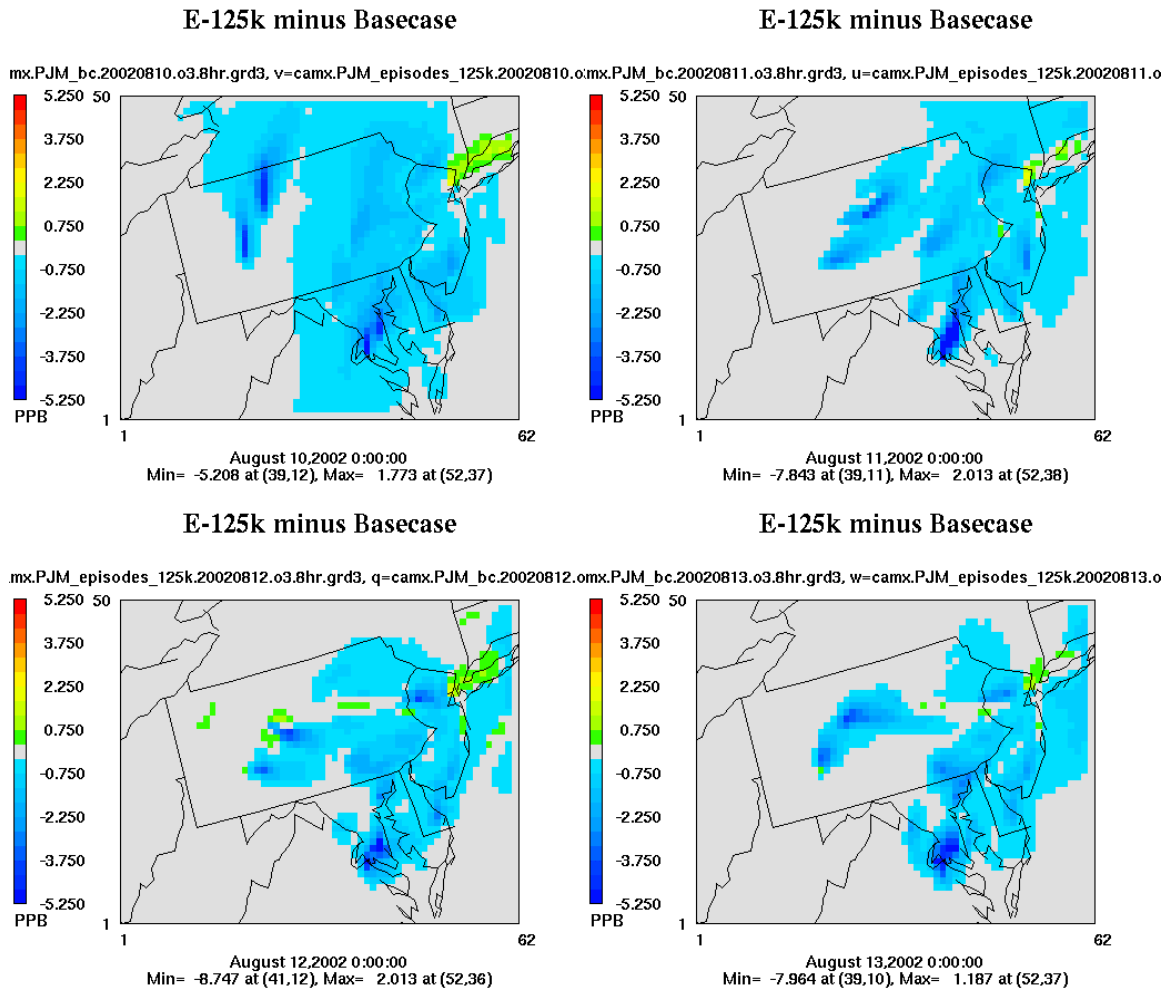 E-125k minus Basecase
E-125k minus Basecase
mx.PJM_bc.20020810.o3.8hr.grd3, v=camx.PJM_episodes_125k.20020810.o
mx.PJM_bc.20020811.o3.8hr.grd3, u=camx.PJM_episodes_125k.20020811.o
50
5.250
3.750
2.250
0.750
-0.750
-2.250
-3.750
-5.250
PPB
1
1
62
August 10,2002 0:00:00
Min= -5.208 at (39,12), Max= 1.773 at (52,37)
50
5.250
3.750
2.250
0.750
-0.750
-2.250
-3.750
-5.250
PPB
1
1
62
August 11,2002 0:00:00
Min= -7.843 at (39,11), Max= 2.013 at (52,38)
E-125k minus Basecase
E-125k minus Basecase
.mx.PJM_episodes_125k.20020812.o3.8hr.grd3, q=camx.PJM_bc.20020812.o
mx.PJM_bc.20020813.o3.8hr.grd3, w=camx.PJM_episodes_125k.20020813.o
50
5.250
3.750
2.250
0.750
-0.750
-2.250
-3.750
-5.250
PPB
1
1
62
August 12,2002 0:00:00
Min= -8.747 at (41,12), Max= 2.013 at (52,36)
50
5.250
3.750
2.250
0.750
-0.750
-2.250
-3.750
-5.250
PPB
1
1
62
August 13,2002 0:00:00
Min= -7.964 at (39,10), Max= 1.187 at (52,37)